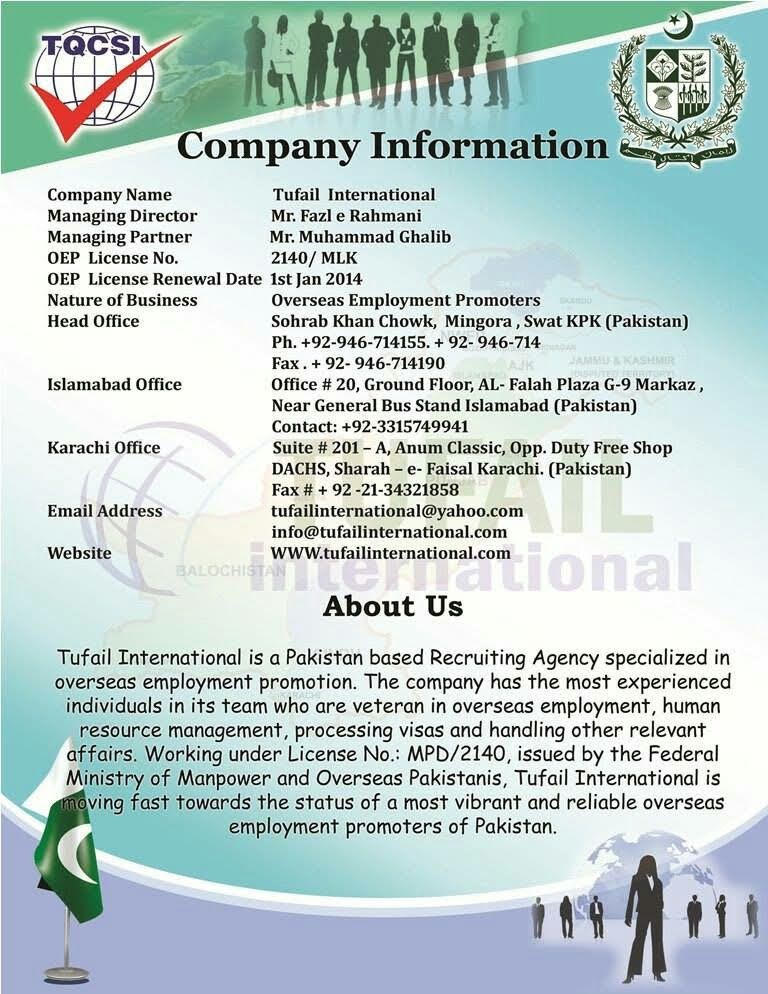 TQCSI
Company Information
Company Name Tufail International
Managing Director Mr. Fazl e Rahmani
Managing Partner Mr. Muhammad Ghalib
OEP License No. 2140/ MLK
OEP License Renewal Date 1st Jan 2014
Nature of Business Overseas Employment Promoters
Head Office Sohrab Khan Chowk, Mingora , Swat KPK (Pakistan)
Ph. +92-946-714155. + 92- 946-714
Fax . + 92- 946-714190
Islamabad Office Office # 20, Ground Floor, AL- Falah Plaza G-9 Markaz ,
Near General Bus Stand Islamabad (Pakistan)
Contact: +92-3315749941
Karachi Office Suite # 201 – A, Anum Classic, Opp. Duty Free Shop
DACHS, Sharah – e- Faisal Karachi. (Pakistan)
Fax # + 92 -21-34321858
Email Address tufailinternational@yahoo.com
info@tufailinternational.com
Website WWW.tufailinternational.com
SKARDU
AJK
JAMMU & KASHMIR
(DISPUTED TERRITORY)
TUFAIL
international
BALOCHISTAN
KARACHI
About Us
Tufail International is a Pakistan based Recruiting Agency specialized in
overseas employment promotion. The company has the most experienced
individuals in its team who are veteran in overseas employment, human
resource management, processing visas and handling other relevant
affairs. Working under License No.: MPD/2140, issued by the Federal
Ministry of Manpower and Overseas Pakistanis, Tufail International is
moving fast towards the status of a most vibrant and reliable overseas
employment promoters of Pakistan.